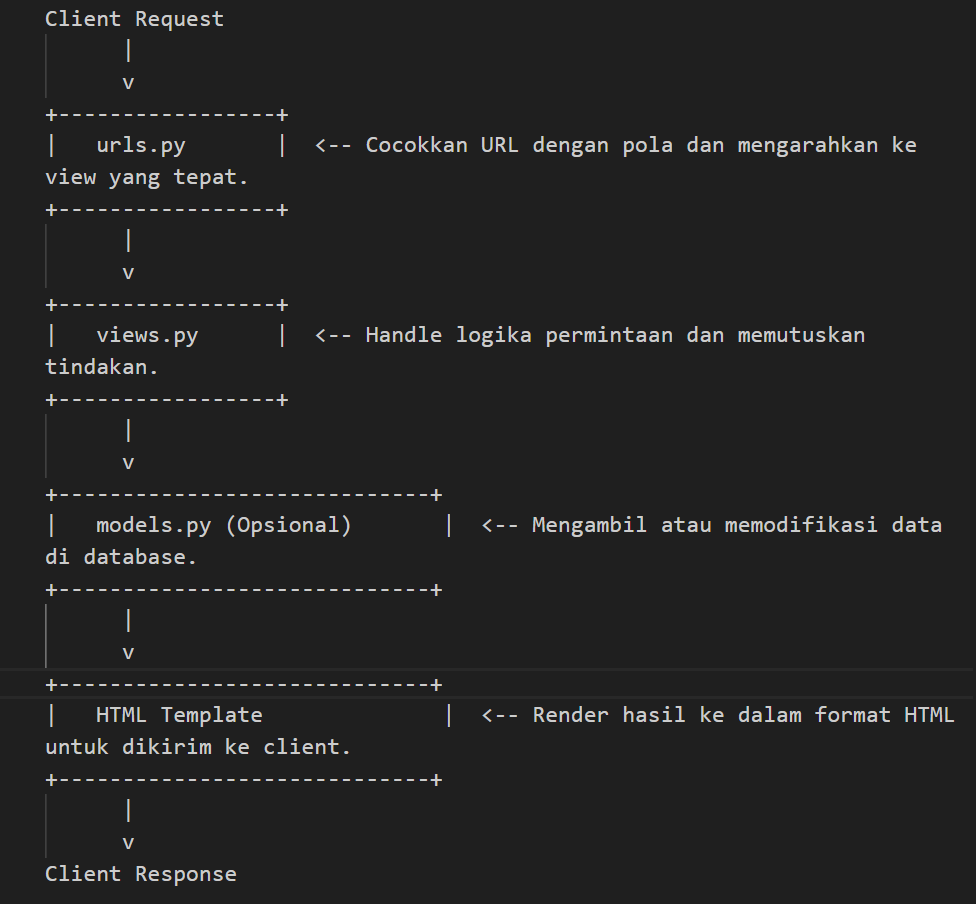 Client Request
      |
      v
+-----------------+
|   urls.py       |  <-- Cocokkan URL dengan pola dan mengarahkan ke
view yang tepat.
+-----------------+
      |
      v
+-----------------+
|   views.py      |  <-- Handle logika permintaan dan memutuskan
tindakan.
+-----------------+
      |
      v
+-----------------------------+
|   models.py (Opsional)       |  <-- Mengambil atau memodifikasi data
di database.
+-----------------------------+
      |
      v
+-----------------------------+
|   HTML Template              |  <-- Render hasil ke dalam format HTML
untuk dikirim ke client.
+-----------------------------+
      |
      v
Client Response